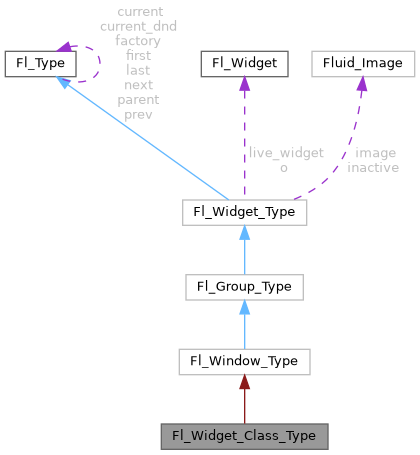 current
current_dnd
factory
first
last
next
parent
prev
Fl_Type
Fl_Widget
Fluid_Image
live_widget
o
image
inactive
Fl_Widget_Type
Fl_Group_Type
Fl_Window_Type
Fl_Widget_Class_Type